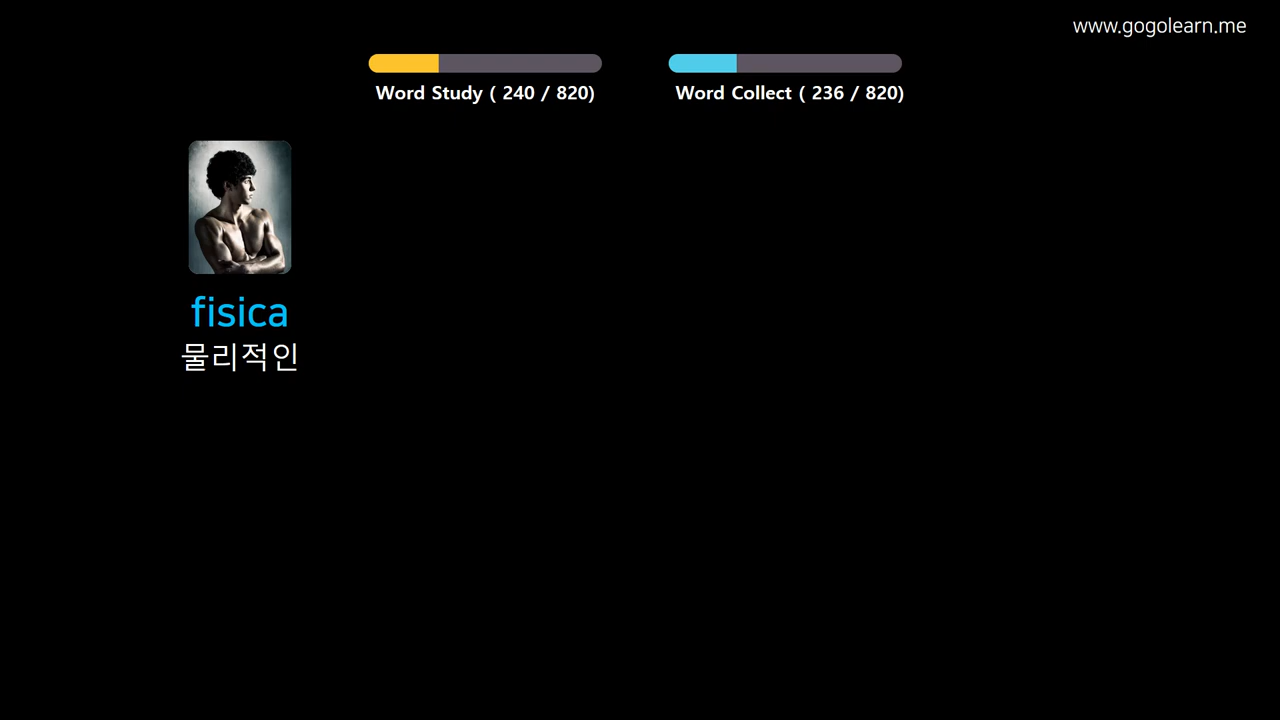 www.gogolearn.me
Word Study ( 240 / 820)
Word Collect ( 236 / 820)
fisica
물리적인